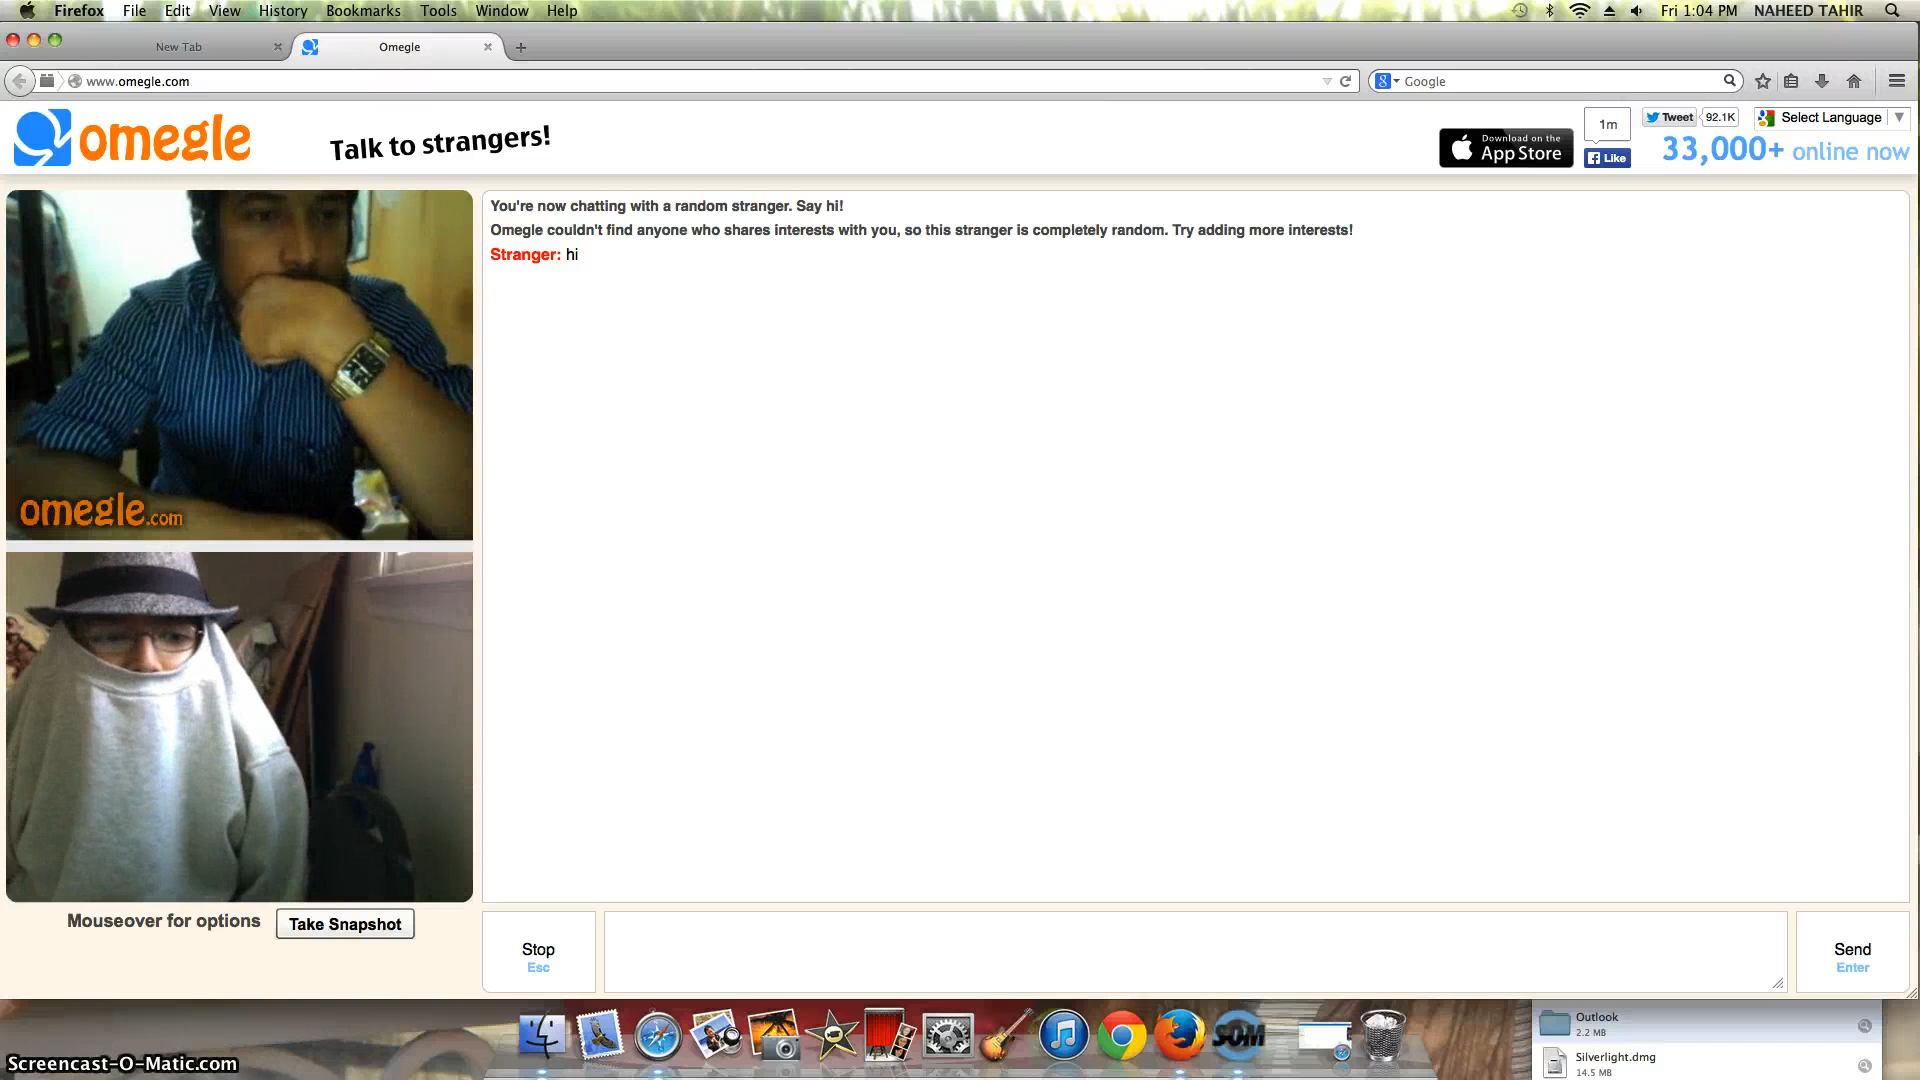 Firefox File Edit View History Bookmarks Tools Window Help Fri 1:04 PM NAHEED TAHIR
New Tab Omegle
www.omegle.com Google
omegle Talk to strangers! Download on the App Store 1m Like Tweet 92.1K Select Language
33,000+ online now
You're now chatting with a random stranger. Say hi!
Omegle couldn't find anyone who shares interests with you, so this stranger is completely random. Try adding more interests!
Stranger: hi
omegle.com
Mouseover for options Take Snapshot
Stop
Esc
Send
Enter
SOM
Outlook
2.2 MB
Silverlight.dmg
14.5 MB
Screencast-O-Matic.com